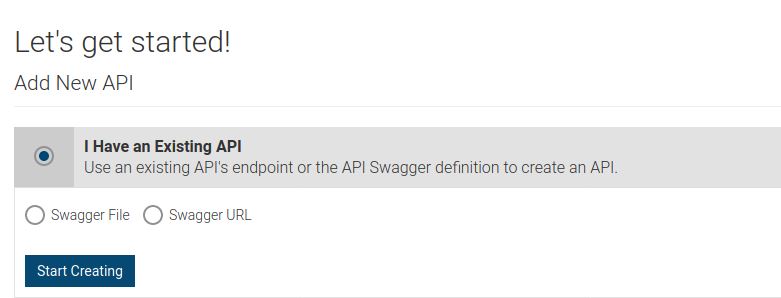 Let's get started!
Add New API
I Have an Existing API
Use an existing API's endpoint or the API Swagger definition to create an API.
Swagger File Swagger URL
Start Creating